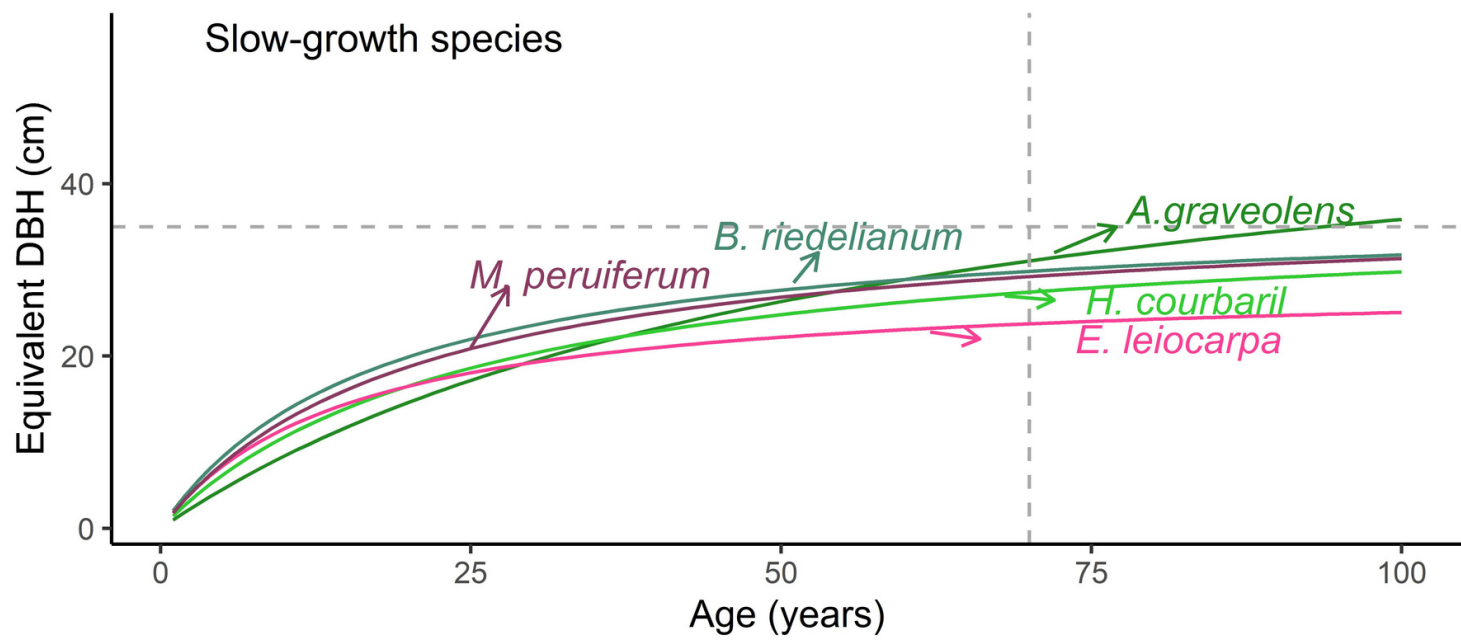 Slow-growth species
Equivalent DBH (cm)
40
20
0
A.graveolens
B. riedelianum
M. peruiferum
H. courbaril
E. leiocarpa
0
25
50
75
100
Age (years)